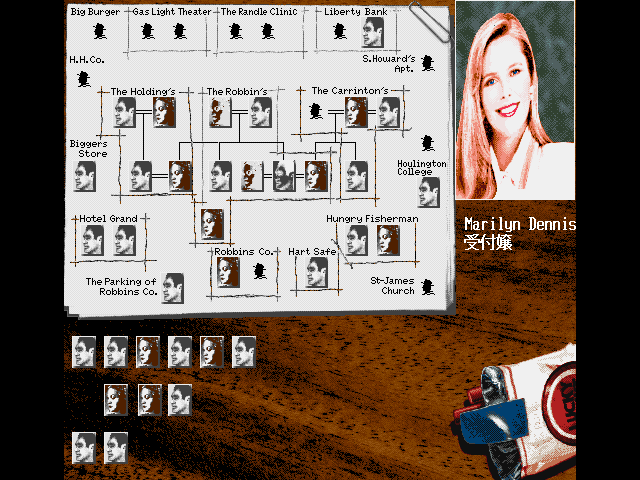 Big Burger
Gas Light Theater
The Randle Clinic
Liberty Bank
H.H.Co.
S.Howard's
Apt.
The Holding's
The Robbin's
The Carrinton's
Biggers
Store
Houlington
College
Hotel Grand
Hungry Fisherman
Robbins Co.
Hart Safe
The Parking of
Robbins Co.
St-James
Church
Marilyn Dennis
受付嬢
LUCKY